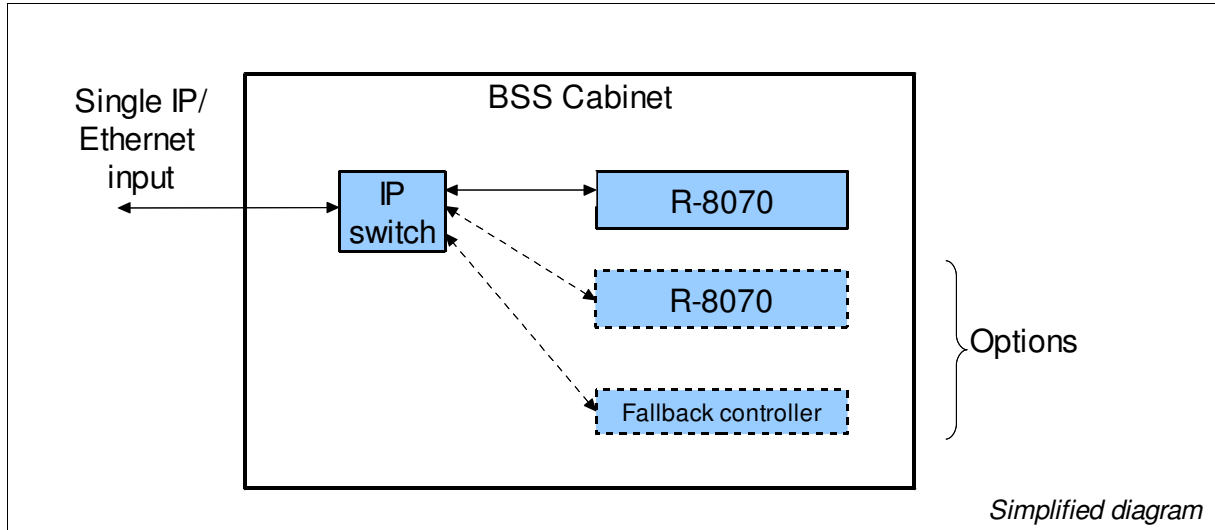 BSS Cabinet
Single IP/
Ethernet
input
IP
switch
R-8070
R-8070
Fallback controller
Options
Simplified diagram